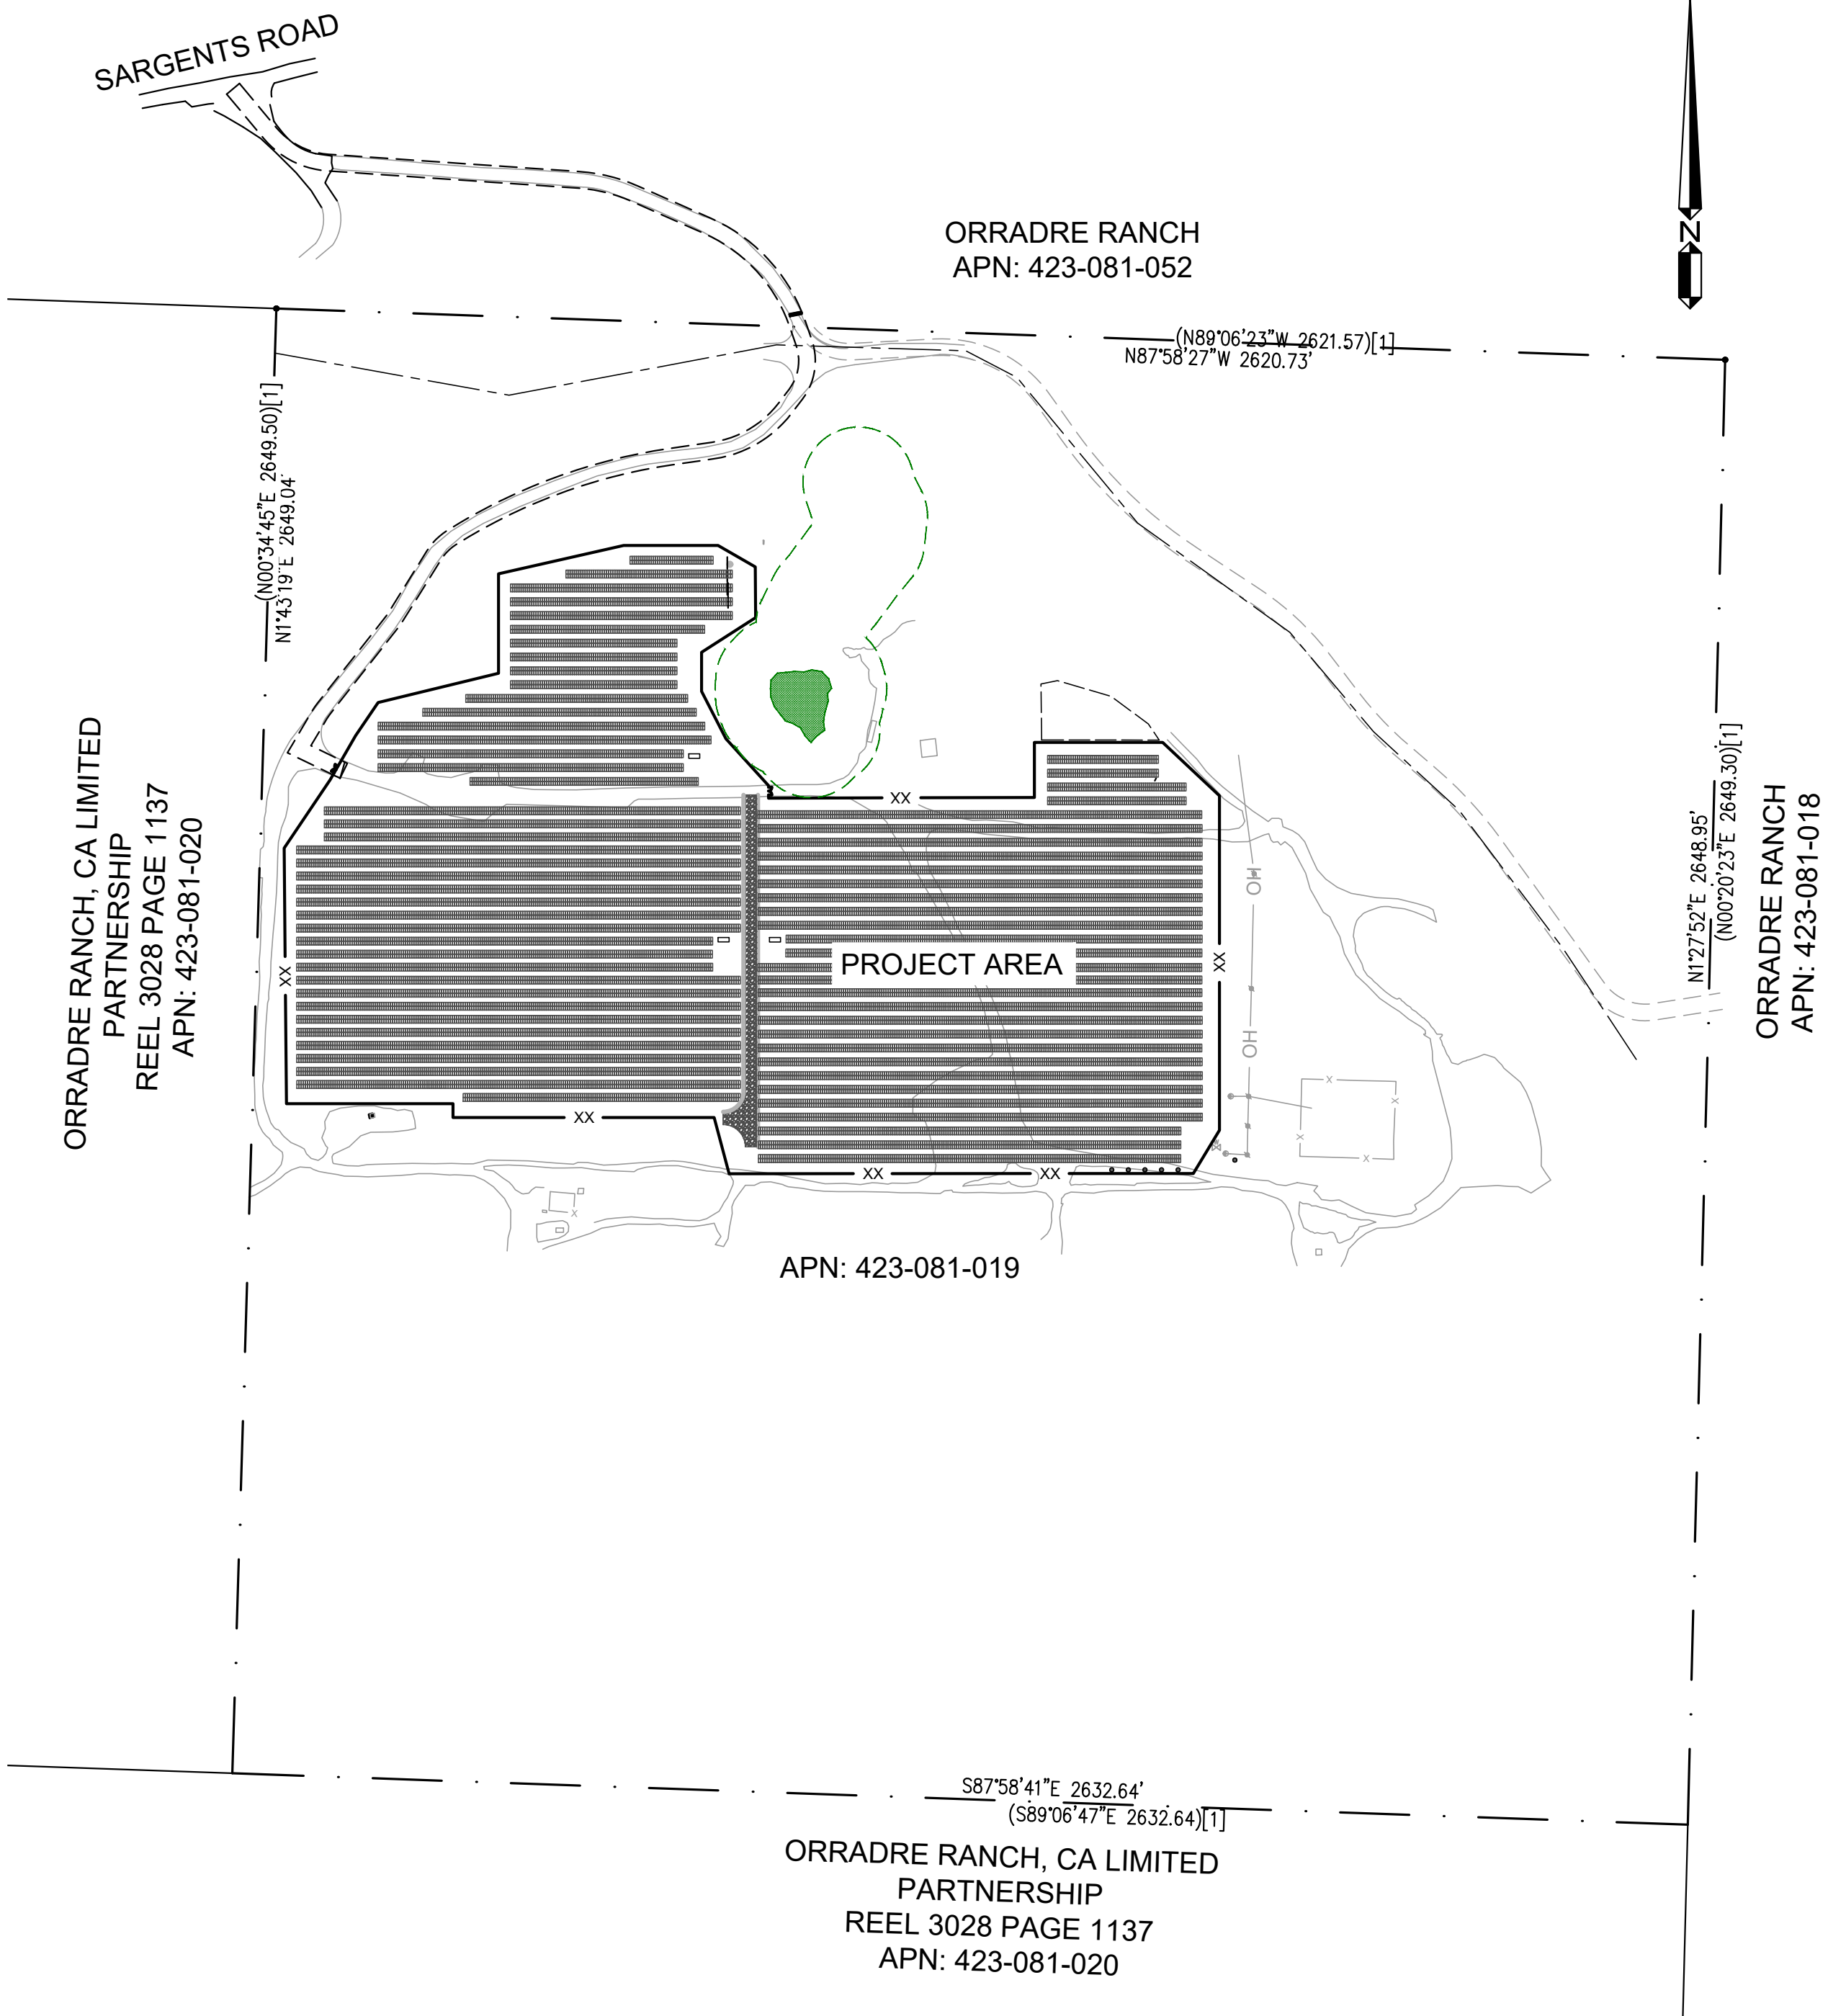 SARGENTS ROAD
N
ORRADRE RANCH
APN: 423-081-052
(N89°06'23"W 2621.57)[1]
N87°58'27"W 2620.73'
(N00°34'45"E 2649.50)[1]
N1°43'19"E 2649.04'
ORRADRE RANCH, CA LIMITED
PARTNERSHIP
REEL 3028 PAGE 1137
APN: 423-081-020
XX
XX
XX
XX
XX
XX
PROJECT AREA
OH
OH
X
X
X
X
X
N1°27'52"E 2648.95'
(N00°20'23"E 2649.30)[1]
ORRADRE RANCH
APN: 423-081-018
APN: 423-081-019
S87°58'41"E 2632.64'
(S89°06'47"E 2632.64)[1]
ORRADRE RANCH, CA LIMITED
PARTNERSHIP
REEL 3028 PAGE 1137
APN: 423-081-020